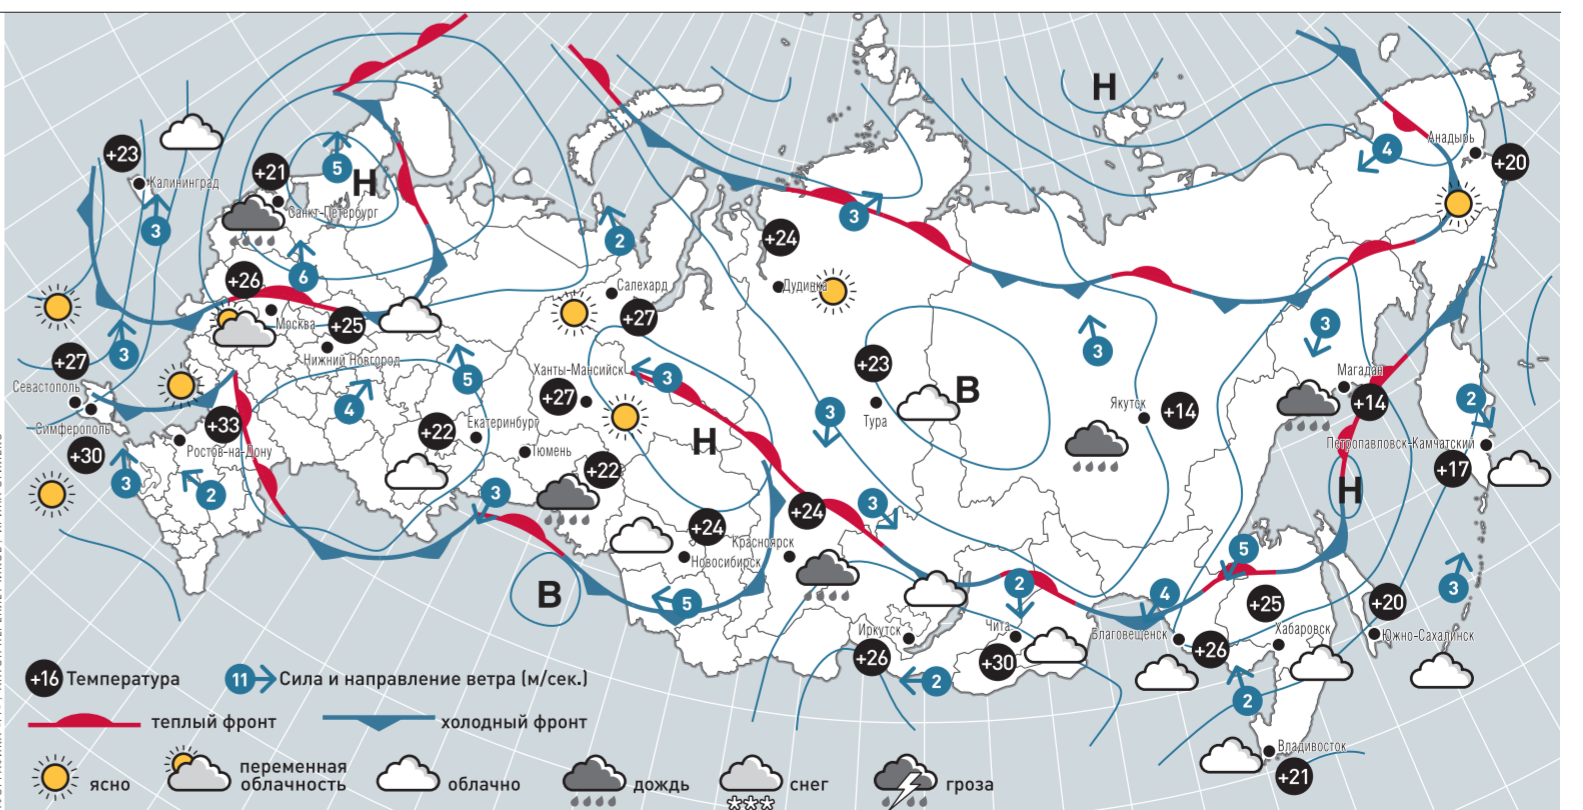 Н
Анадырь
+20
4
+23
Калининград
5
+21
Н
Санкт-Петербург
3
3
2
+24
6
+26
Салехард
Дудинка
+27
Москва
+25
Нижний Новгород
3
3
3
+27
Севастополь
5
Ханты-Мансийск
3
+23
В
Магадан
+14
4
+27
Тура
3
Якутск
+14
2
Симферополь
+33
Ростов-на-Дону
+22
Екатеринбург
Тюмень
Н
Петропавловск-Камчатский
+30
3
2
+22
+17
3
+24
3
Н
+24
Новосибирск
Красноярск
5
В
5
2
4
+25
+20
3
Иркутск
Чита
Благовещенск
Хабаровск
Южно-Сахалинск
+26
+30
+26
2
2
Владивосток
+21
+16 Температура
11 Сила и направление ветра (м/сек.)
теплый фронт
холодный фронт
ясно
переменная
облачность
облачно
дождь
снег
гроза